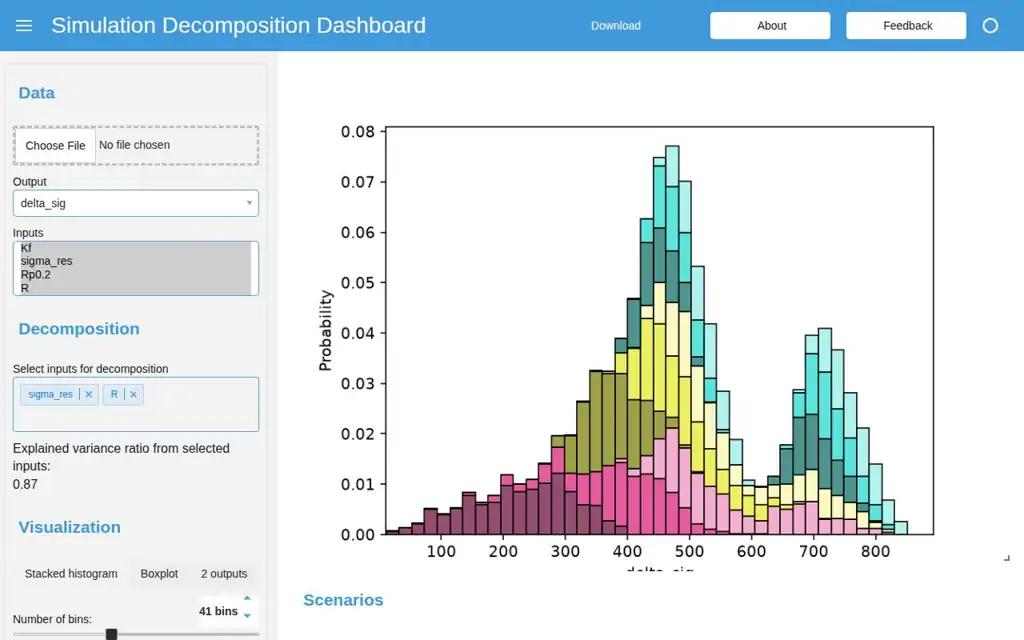 Simulation Decomposition Dashboard
Download
About
Feedback
Data
Choose File No file chosen
Output
delta_sig
Inputs
Kf
sigma_res
Rp0.2
R
Decomposition
Select inputs for decomposition
sigma_res
R
Explained variance ratio from selected
inputs:
0.87
Visualization
Stacked histogram
Boxplot
2 outputs
Number of bins:
41 bins
Probability
0.08
0.07
0.06
0.05
0.04
0.03
0.02
0.01
0.00
100
200
300
400
500
600
700
800
delta_sig
Scenarios